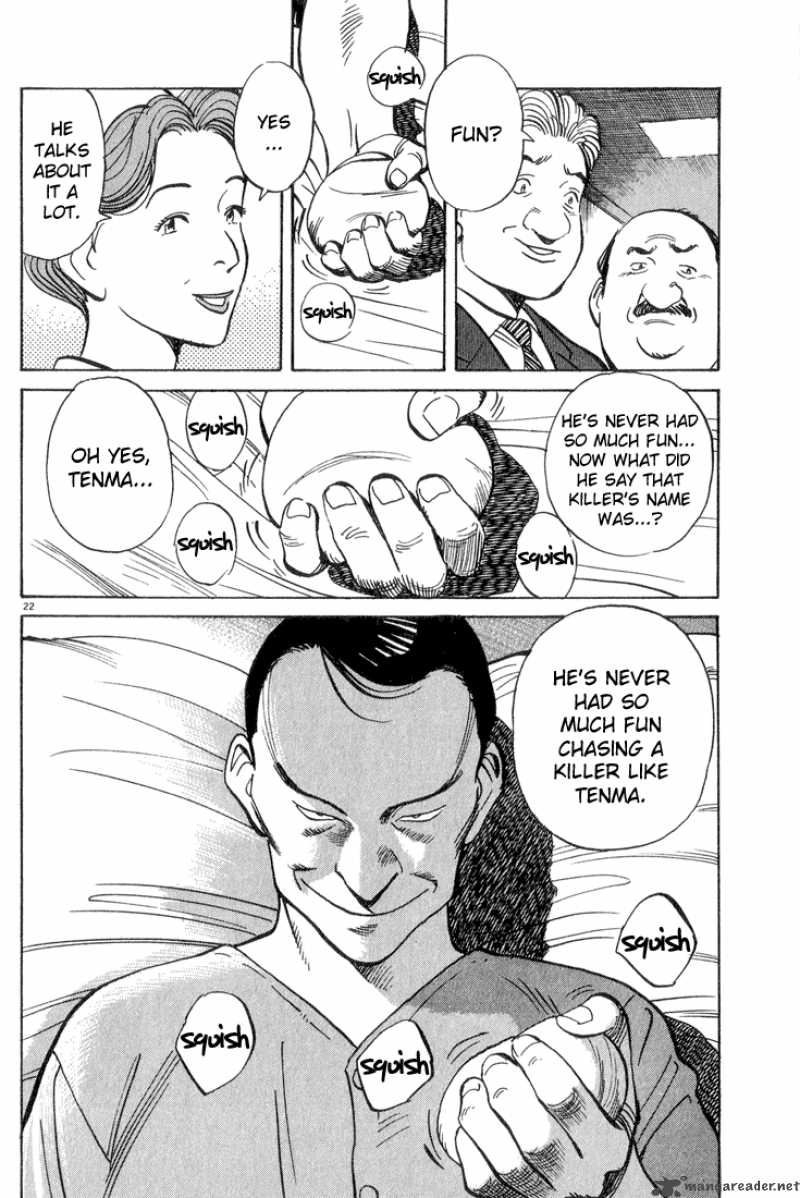 FUN?
squish
squish
YES
...
HE
TALKS
ABOUT
IT A
LOT.
HE'S NEVER HAD
SO MUCH FUN...
NOW WHAT DID
HE SAY THAT
KILLER'S NAME
WAS...?
squish
squish
squish
OH YES,
TENMA...
22
HE'S NEVER
HAD SO
MUCH FUN
CHASING A
KILLER LIKE
TENMA.
squish
squish
squish
mangareader.net